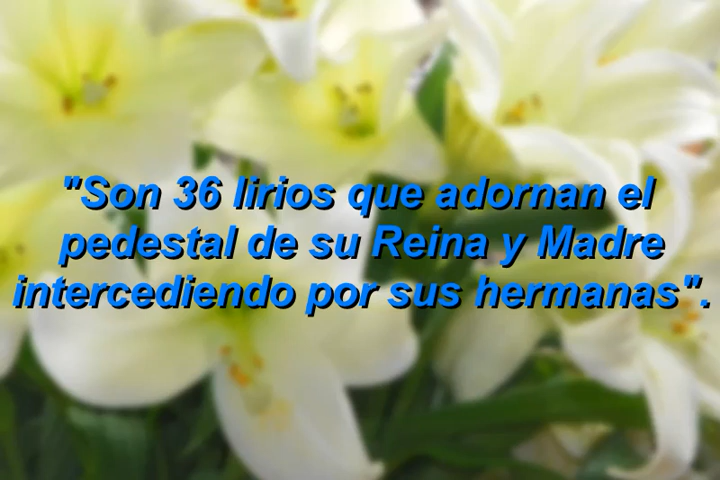 "Son 36 lirios que adornan el
pedestal de su Reina y Madre
intercediendo por sus hermanas".